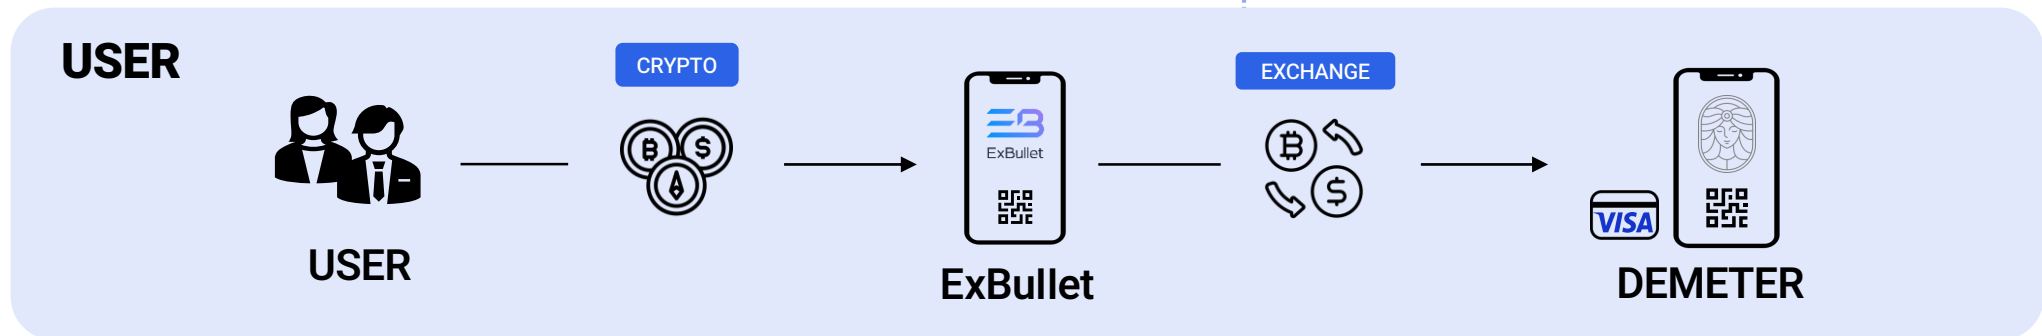 USER
CRYPTO
EXCHANGE
ExBullet
VISA
USER
ExBullet
DEMETER